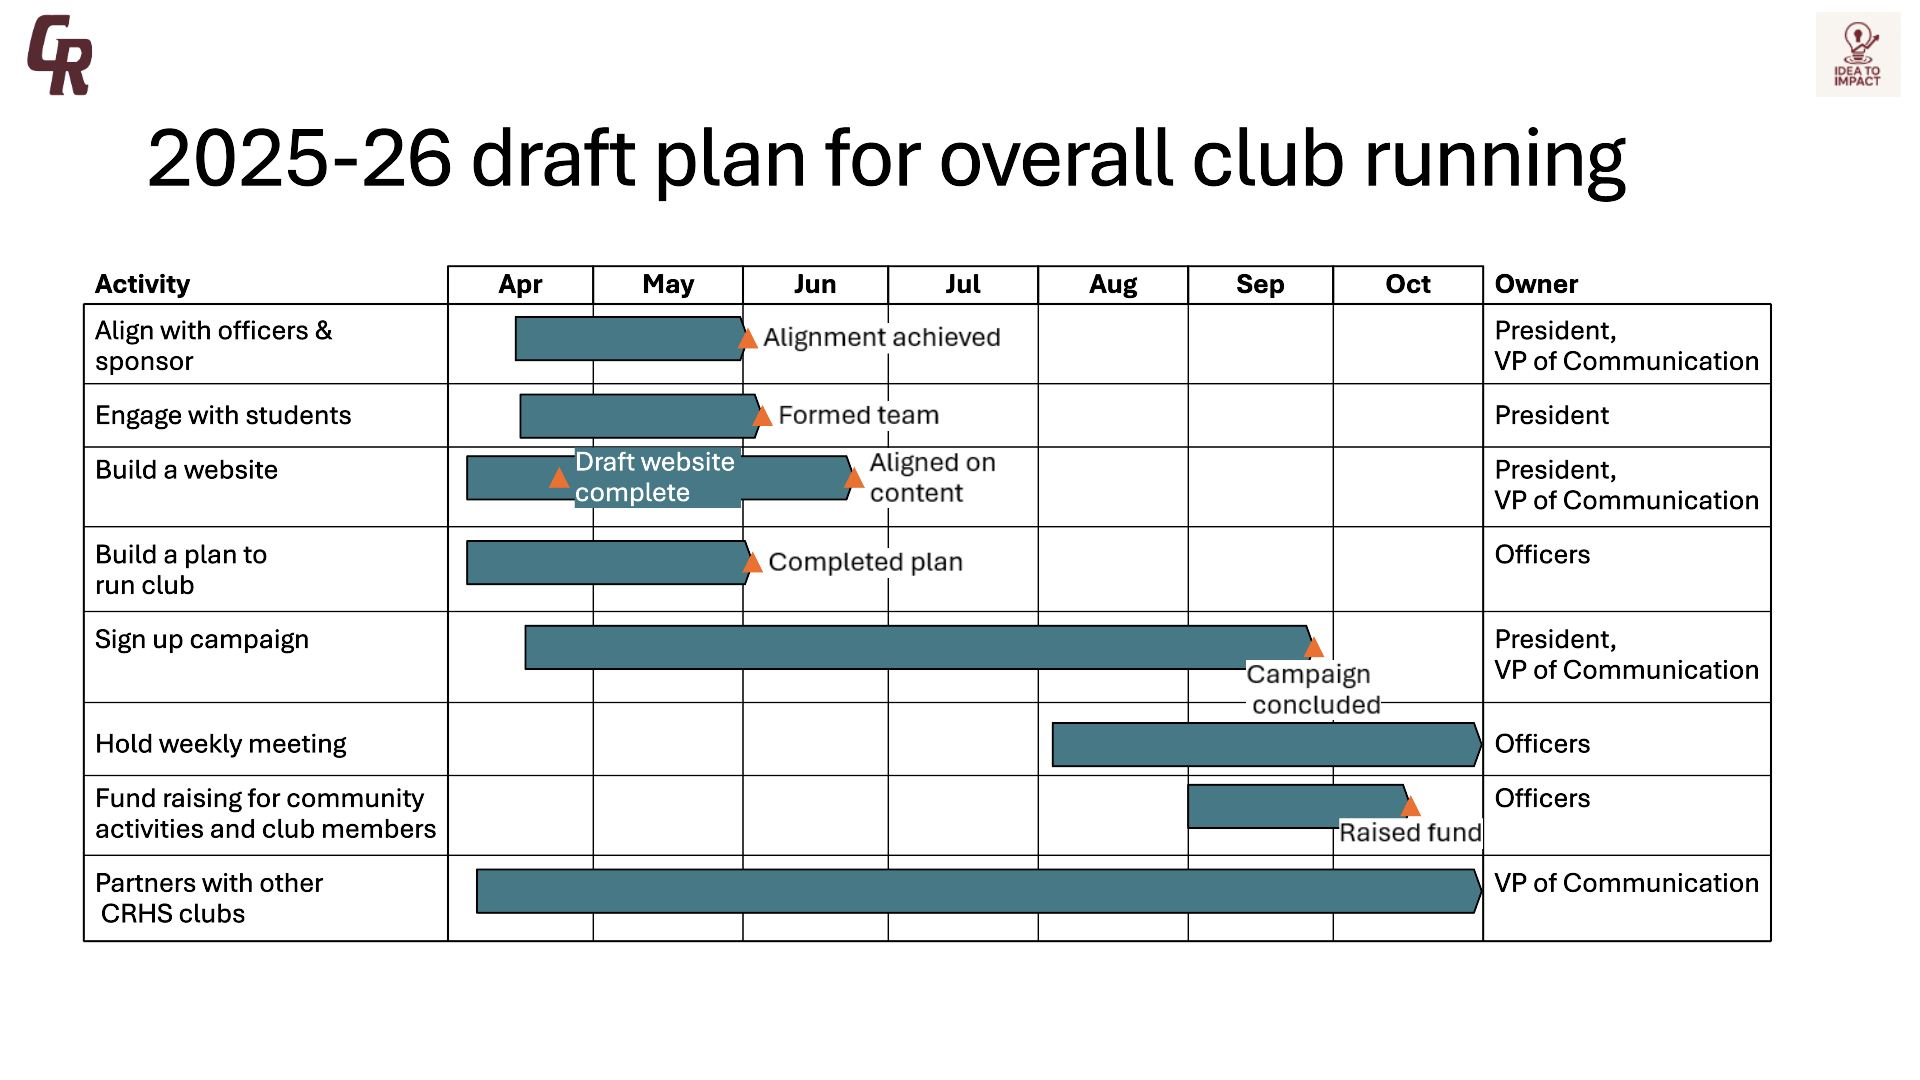 CR
IDEA TO
IMPACT
2025-26 draft plan for overall club running
Activity Apr May Jun Jul Aug Sep Oct Owner
Align with officers &
sponsor
Alignment achieved
President,
VP of Communication
Engage with students
Formed team
President
Build a website
Draft website
complete
Aligned on
content
President,
VP of Communication
Build a plan to
run club
Completed plan
Officers
Sign up campaign
Campaign
concluded
President,
VP of Communication
Hold weekly meeting
Officers
Fund raising for community
activities and club members
Raised fund
Officers
Partners with other
CRHS clubs
VP of Communication